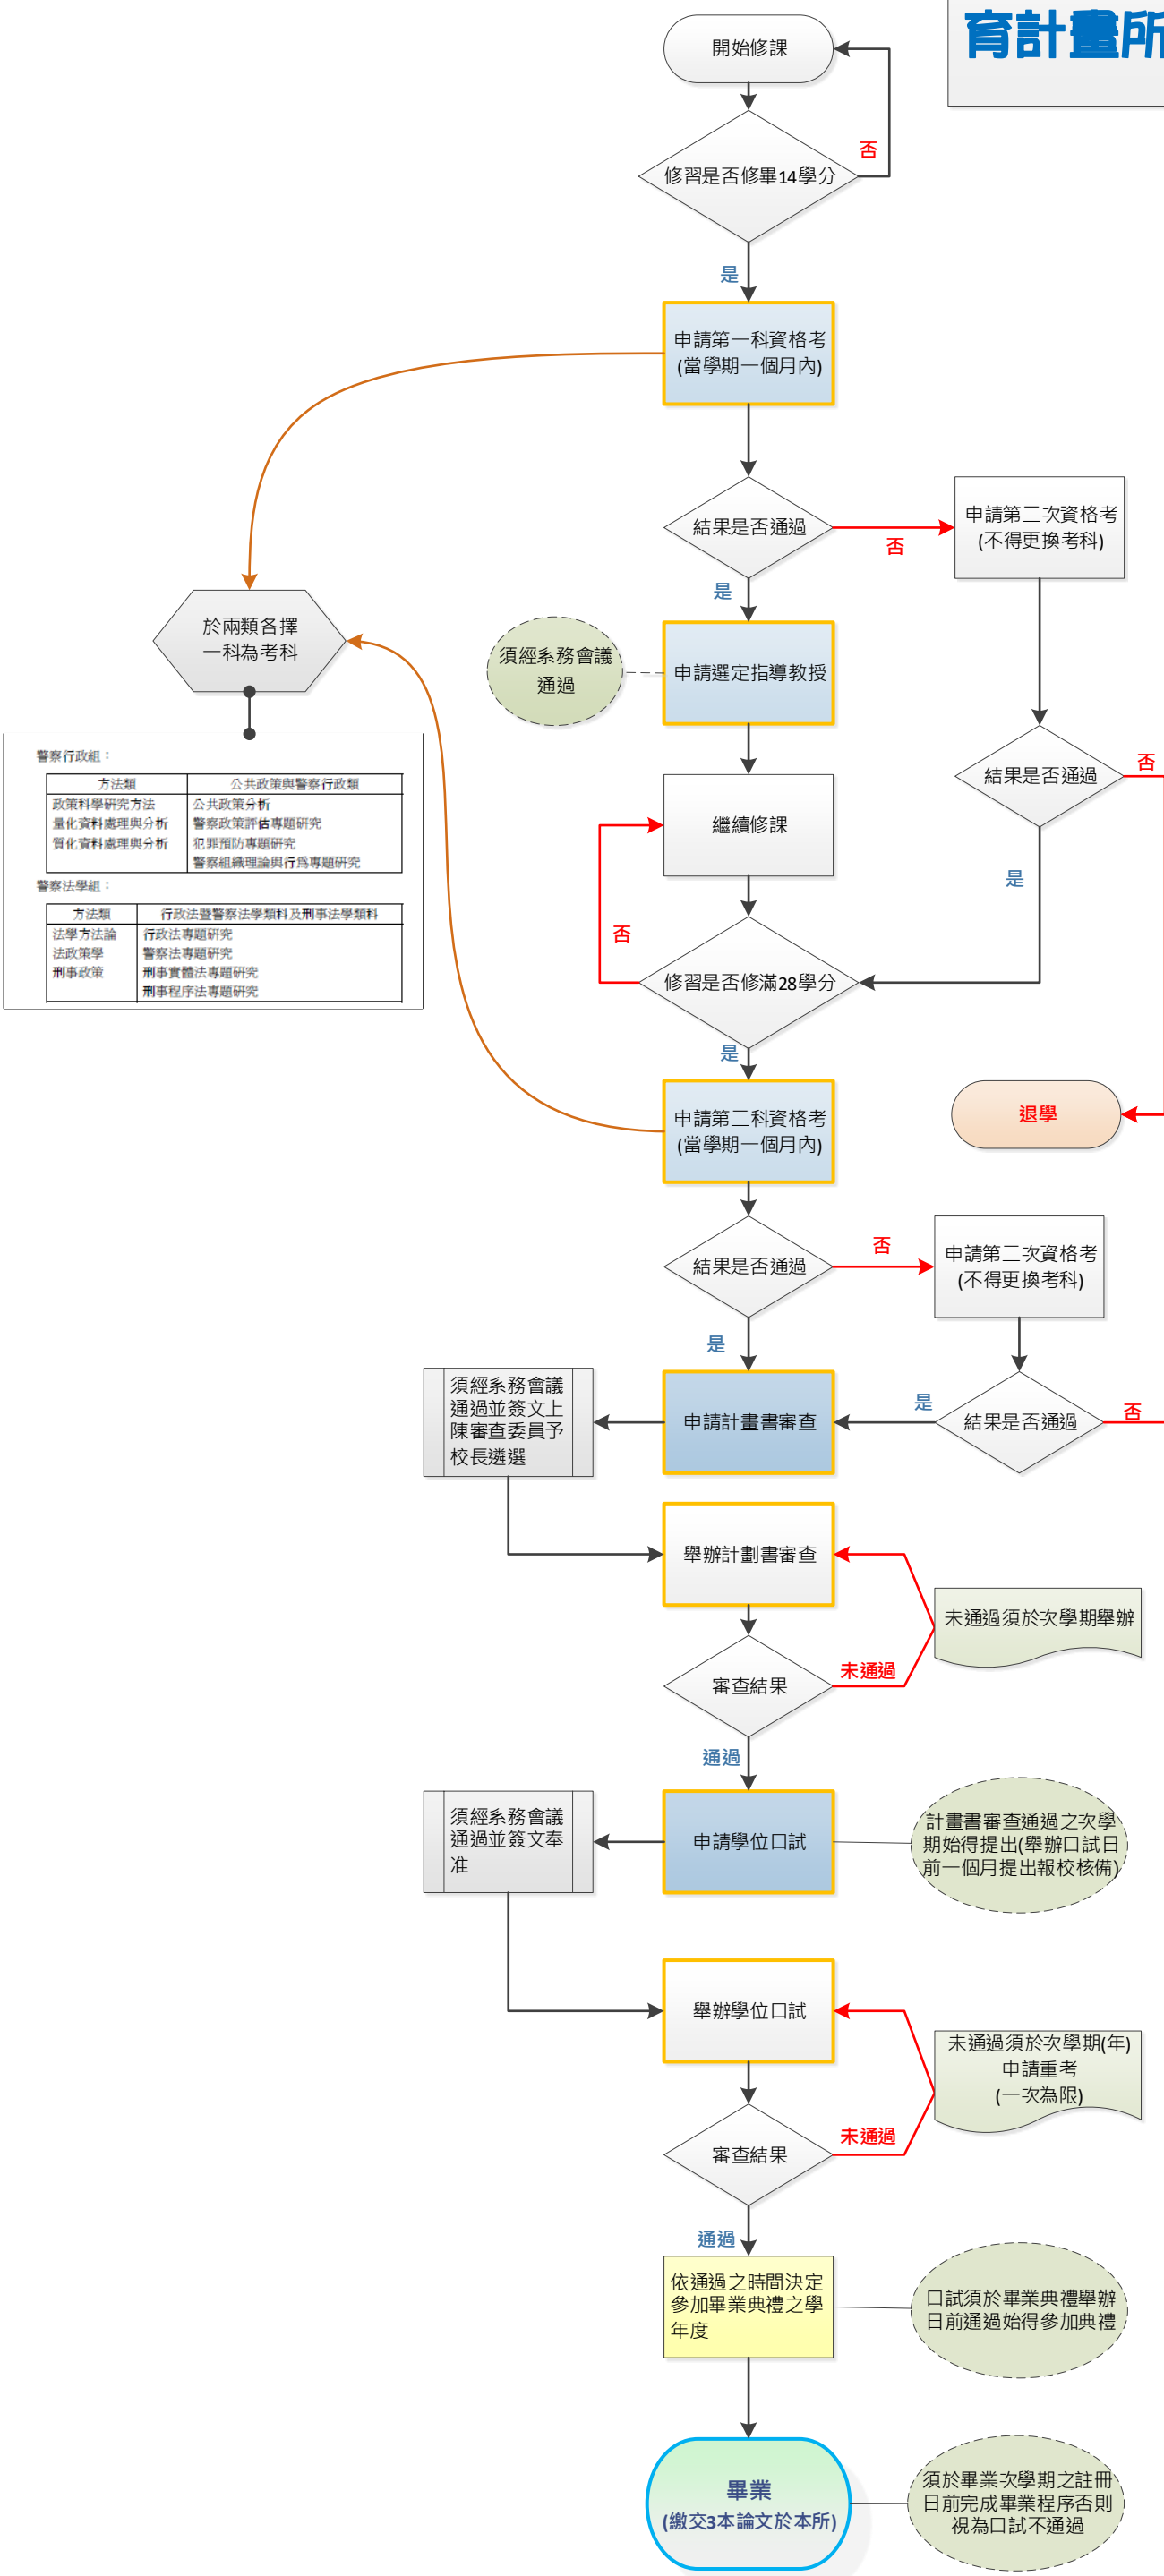 育計畫所
開始修課
否
修習是否修畢14學分
是
申請第一科資格考
(當學期一個月內)
結果是否通過
否
申請第二次資格考
(不得更換考科)
是
於兩類各擇
一科為考科
須經系務會議
通過
申請選定指導教授
警察行政組：
方法類
公共政策與警察行政類
政策科學研究方法
公共政策分析
量化資料處理與分析
警察政策評估專題研究
質化資料處理與分析
犯罪預防專題研究
警察組織理論與行為專題研究
警察法學組：
方法類
行政法暨警察法學類科及刑事法學類科
法學方法論
行政法專題研究
法政策學
警察法專題研究
刑事政策
刑事實體法專題研究
刑事程序法專題研究
結果是否通過
否
繼續修課
是
否
修習是否修滿28學分
是
申請第二科資格考
(當學期一個月內)
退學
結果是否通過
否
申請第二次資格考
(不得更換考科)
是
須經系務會議
通過並簽文上
陳審查委員予
校長遴選
申請計畫書審查
是
結果是否通過
否
舉辦計劃書審查
未通過須於次學期舉辦
審查結果
未通過
通過
須經系務會議
通過並簽文奉
准
申請學位口試
計畫書審查通過之次學
期始得提出(舉辦口試日
前一個月提出報校核備)
舉辦學位口試
未通過須於次學期(年)
申請重考
(一次為限)
審查結果
未通過
通過
依通過之時間決定
參加畢業典禮之學
年度
口試須於畢業典禮舉辦
日前通過始得參加典禮
畢業
(繳交3本論文於本所)
須於畢業次學期之註冊
日前完成畢業程序否則
視為口試不通過